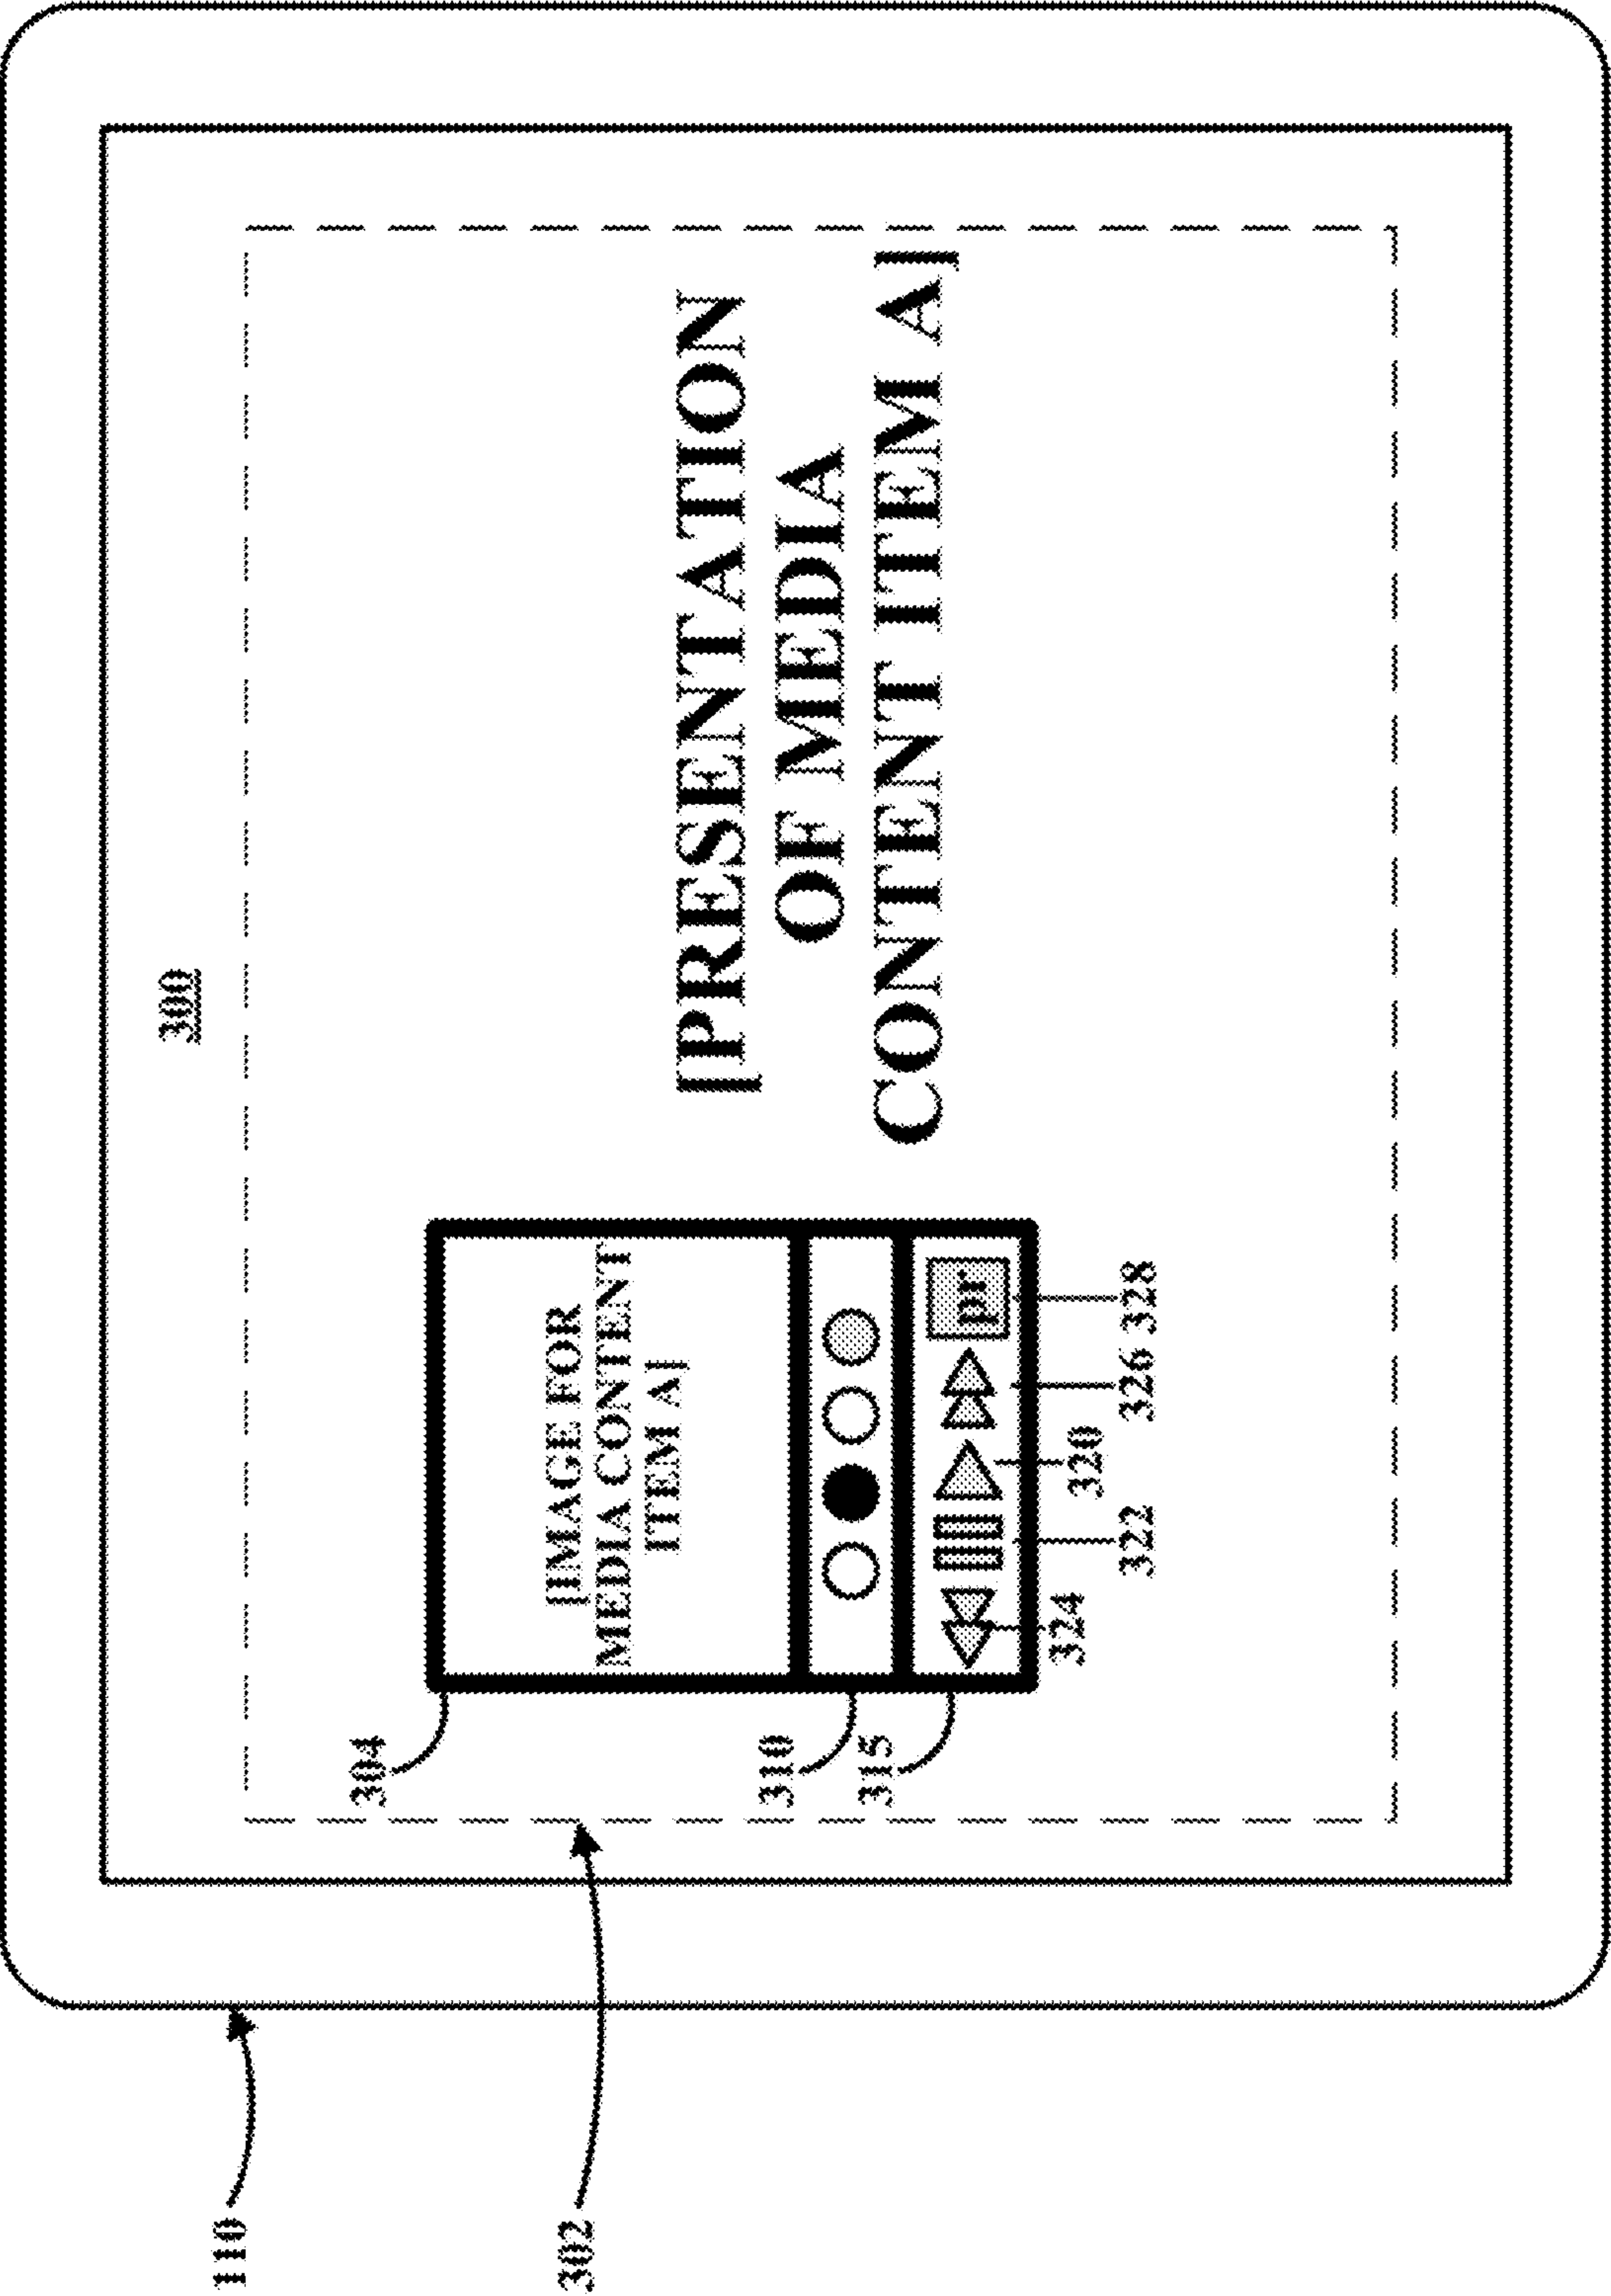 110
300
302
304
[IMAGE FOR
MEDIA CONTENT
ITEM A]
[PRESENTATION
OF MEDIA
CONTENT ITEM A]
310
315
pr
324
322
320
326
328